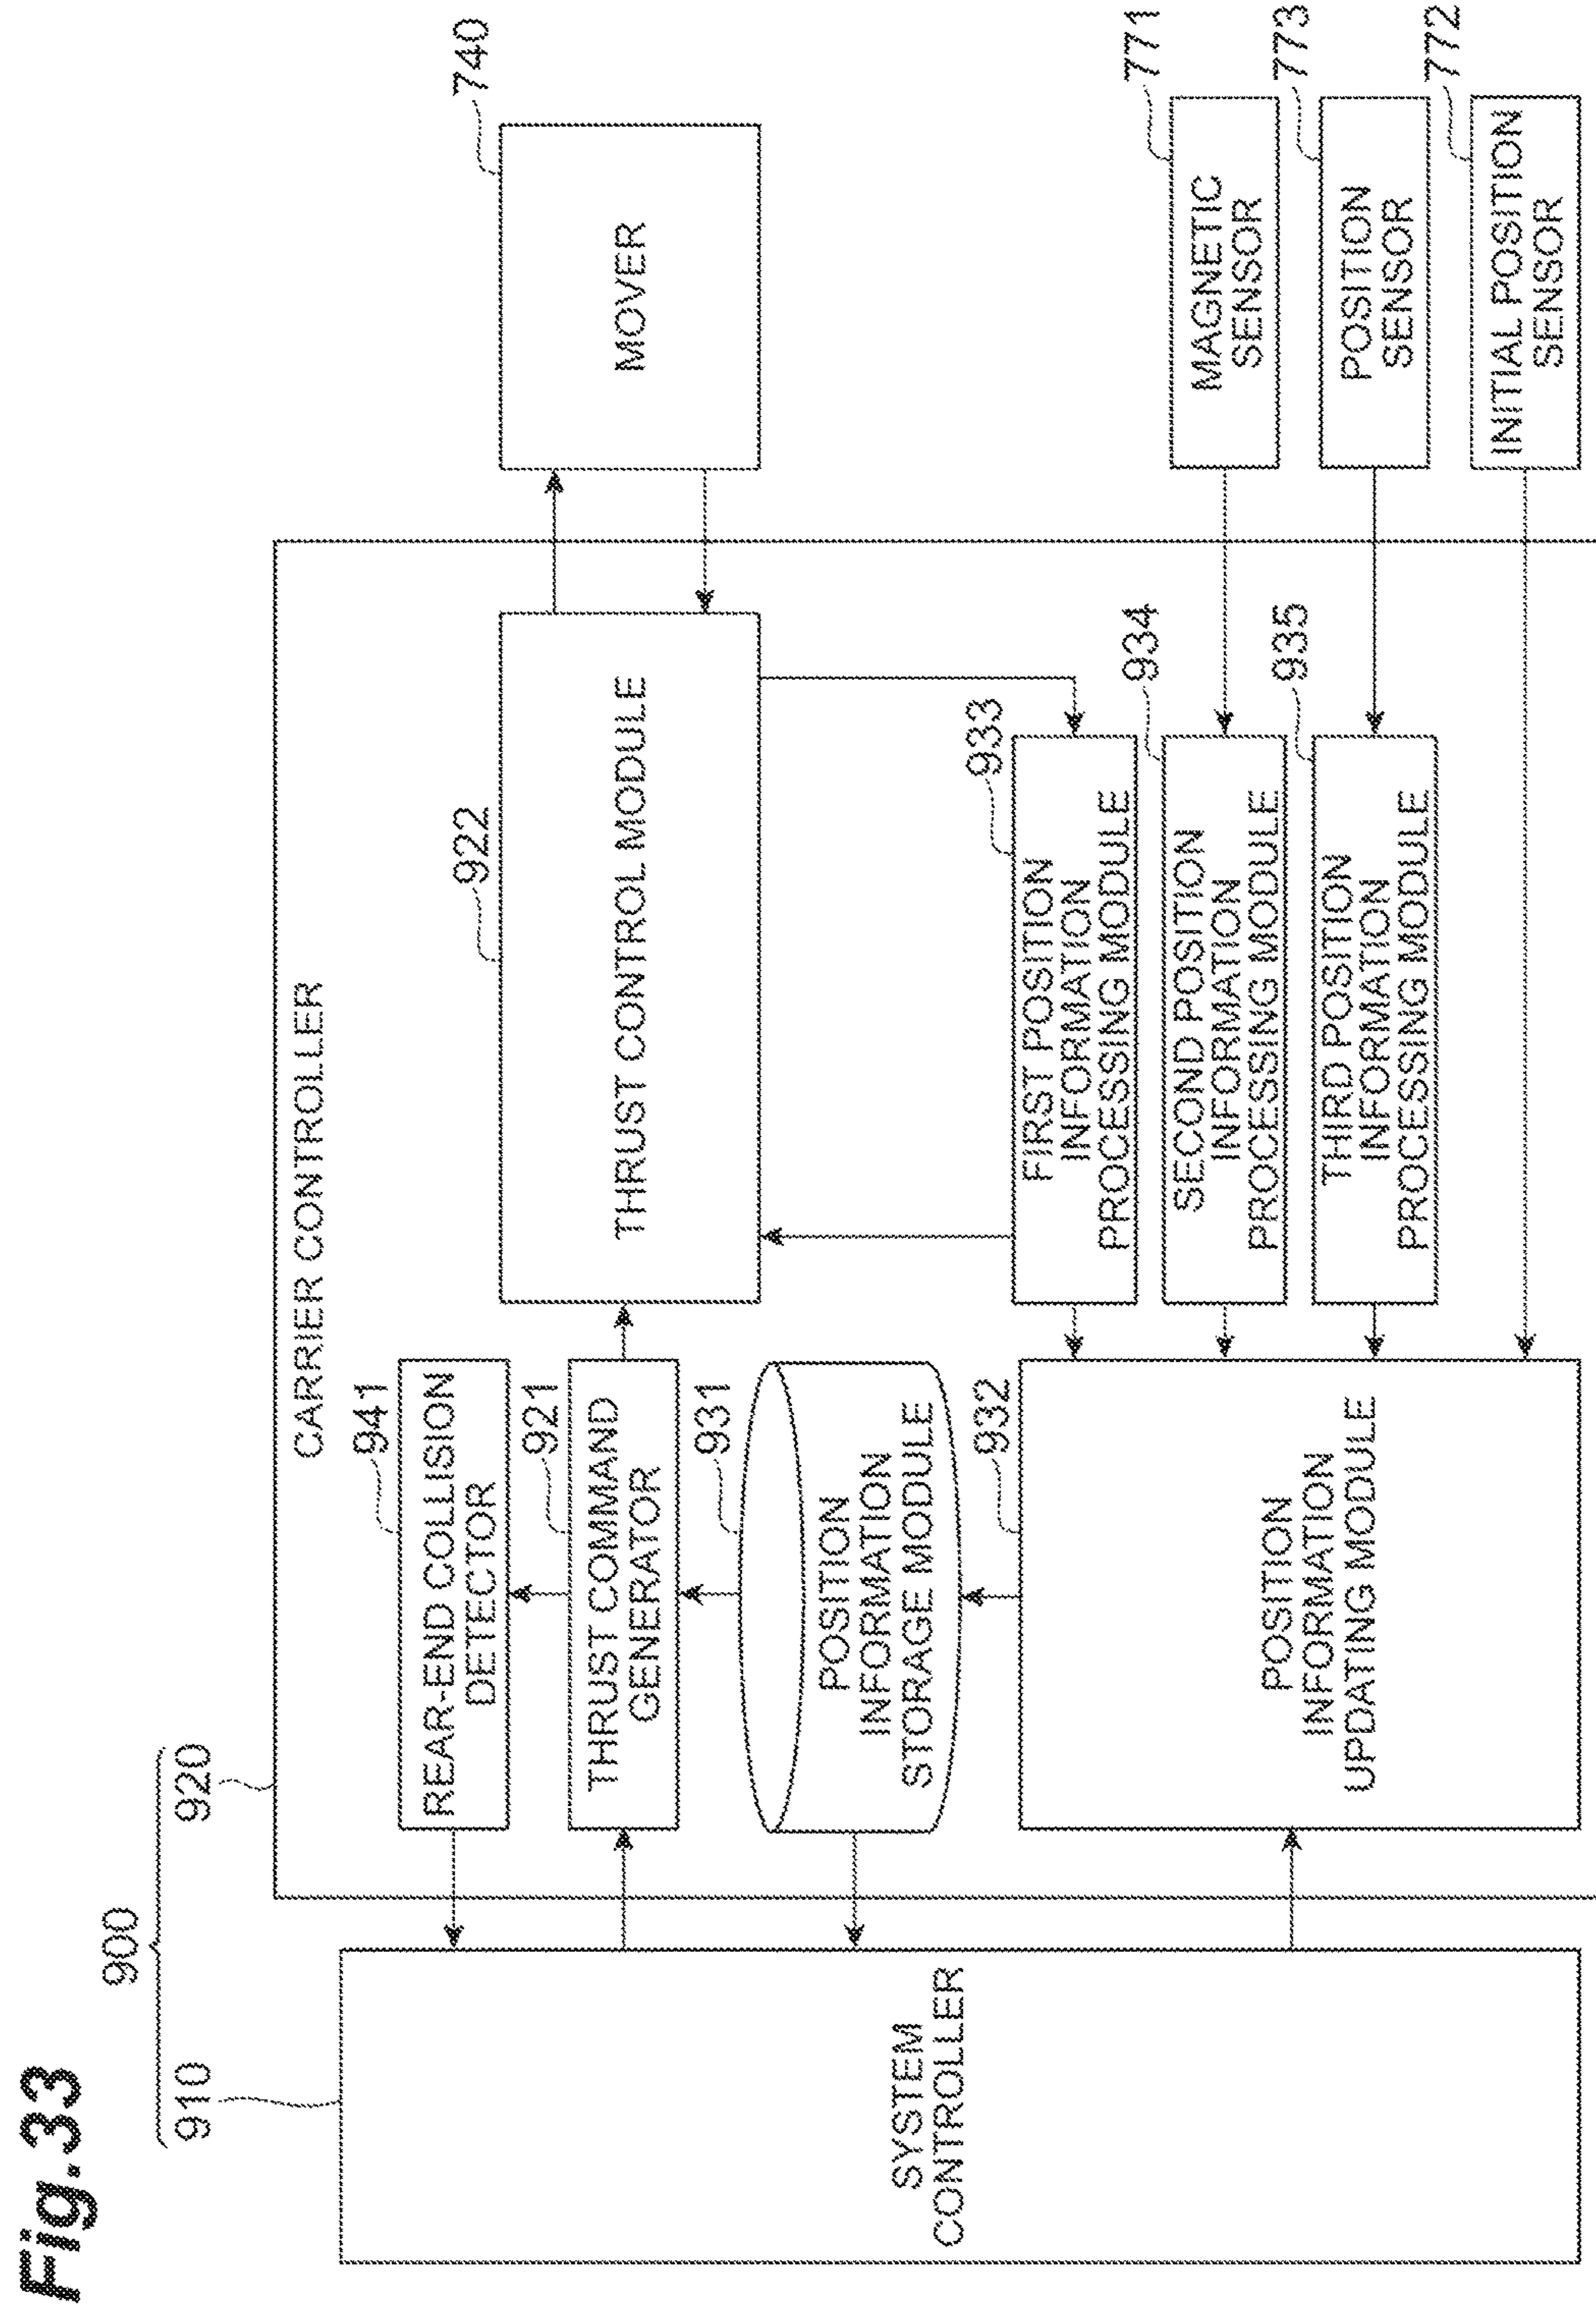 Fig.33
900
910
920
SYSTEM
CONTROLLER
CARRIER CONTROLLER
941
REAR-END COLLISION
DETECTOR
921
THRUST COMMAND
GENERATOR
931
POSITION
INFORMATION
STORAGE MODULE
932
POSITION
INFORMATION
UPDATING MODULE
922
THRUST CONTROL MODULE
933
FIRST POSITION
INFORMATION
PROCESSING MODULE
934
SECOND POSITION
INFORMATION
PROCESSING MODULE
935
THIRD POSITION
INFORMATION
PROCESSING MODULE
740
MOVER
771
MAGNETIC
SENSOR
773
POSITION
SENSOR
772
INITIAL POSITION
SENSOR